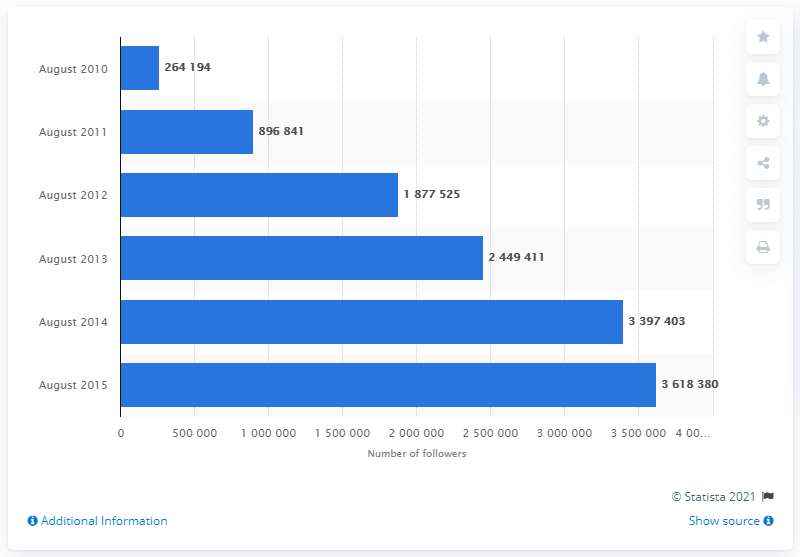 August 2010 264 194
August 2011 896 841
August 2012 1 877 525
August 2013 2 449 411
August 2014 3 397 403
August 2015 3 618 380
0 500 000 1 000 000 1 500 000 2 000 000 2 500 000 3 000 000 3 500 000 4 00...
Number of followers
© Statista 2021
Additional Information Show source